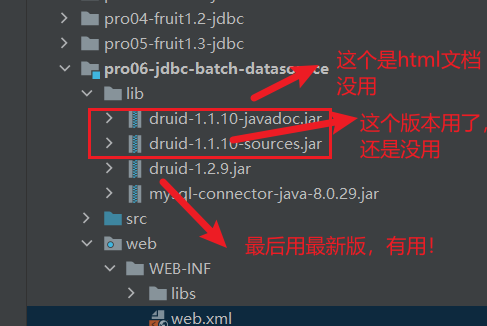 pro04-fruit1.2-jdbc
pro05-fruit1.3-jdbc
pro06-jdbc-batch-datasource
这个是html文档
没用
lib
druid-1.1.10-javadoc.jar
这个版本用了,
还是没用
druid-1.1.10-sources.jar
druid-1.2.9.jar
mysql-connector-java-8.0.29.jar
src
最后用最新版，有用！
web
WEB-INF
libs
web.xml